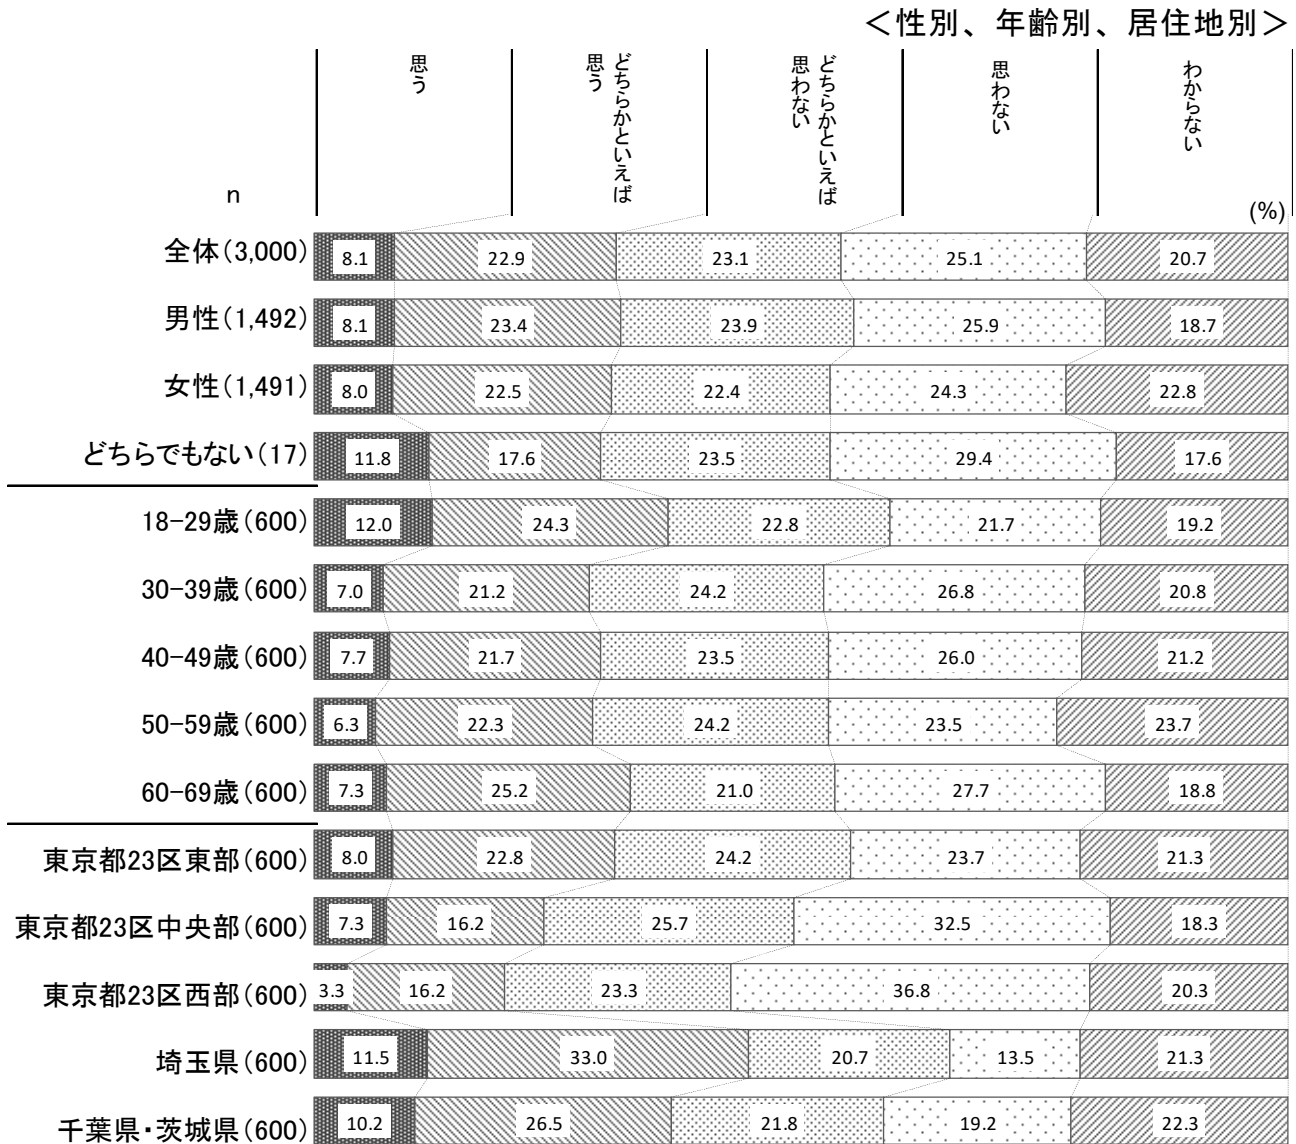 ＜性別、年齢別、居住地別＞
思う
どちらかといえば
思う
どちらかといえば
思わない
思わない
わからない
n
(%)
全体(3,000) 8.1 22.9 23.1 25.1 20.7
男性(1,492) 8.1 23.4 23.9 25.9 18.7
女性(1,491) 8.0 22.5 22.4 24.3 22.8
どちらでもない(17) 11.8 17.6 23.5 29.4 17.6
18-29歳(600) 12.0 24.3 22.8 21.7 19.2
30-39歳(600) 7.0 21.2 24.2 26.8 20.8
40-49歳(600) 7.7 21.7 23.5 26.0 21.2
50-59歳(600) 6.3 22.3 24.2 23.5 23.7
60-69歳(600) 7.3 25.2 21.0 27.7 18.8
東京都23区東部(600) 8.0 22.8 24.2 23.7 21.3
東京都23区中央部(600) 7.3 16.2 25.7 32.5 18.3
東京都23区西部(600) 3.3 16.2 23.3 36.8 20.3
埼玉県(600) 11.5 33.0 20.7 13.5 21.3
千葉県・茨城県(600) 10.2 26.5 21.8 19.2 22.3